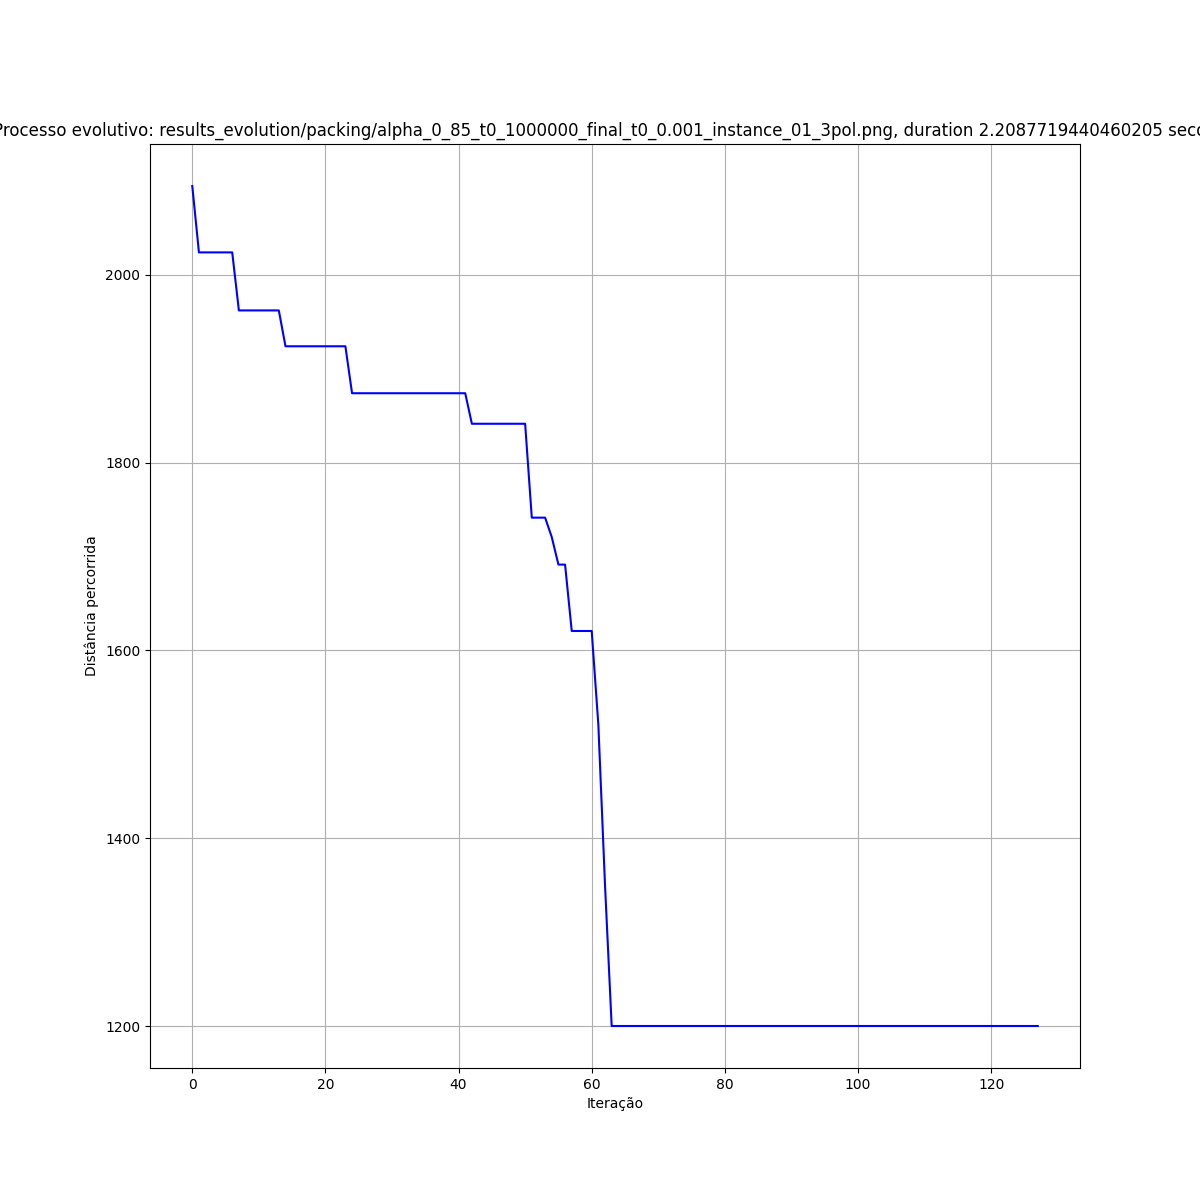 Processo evolutivo: results_evolution/packing/alpha_0_85_t0_1000000_final_t0_0.001_instance_01_3pol.png, duration 2.2087719440460205
2000
1800
1600
1400
1200
Distância percorrida
0 20 40 60 80 100 120
Iteração